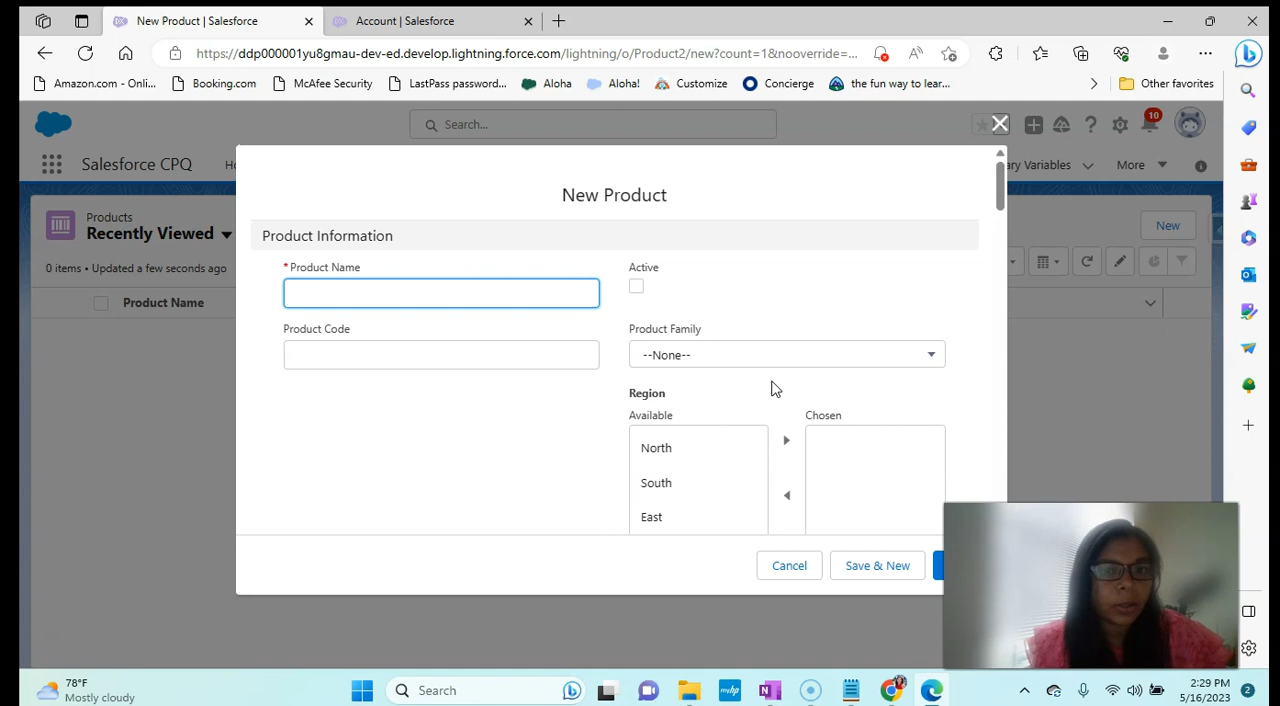 New Product | Salesforce
Account | Salesforce
https://ddp000001yu8gmau-dev-ed.develop.lightning.force.com/lightning/o/Product2/new?count=1&nooverride=...
Amazon.com - Onli...
Booking.com
McAfee Security
LastPass password...
Aloha
Aloha!
Customize
Concierge
the fun way to lear...
Other favorites
Search...
10
Salesforce CPQ
Ho
ary Variables
More
New Product
Products
Recently Viewed
New
Product Information
0 items • Updated a few seconds ago
* Product Name
Active
Product Name
Product Code
Product Family
--None--
Region
Available
Chosen
North
South
East
Cancel
Save & New
78°F
Mostly cloudy
Search
2:29 PM
5/16/2023
2